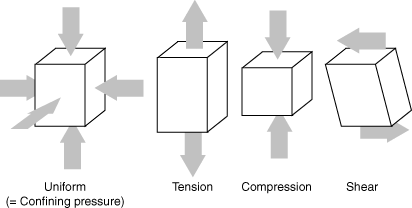 Uniform
(= Confining pressure)
Tension
Compression
Shear